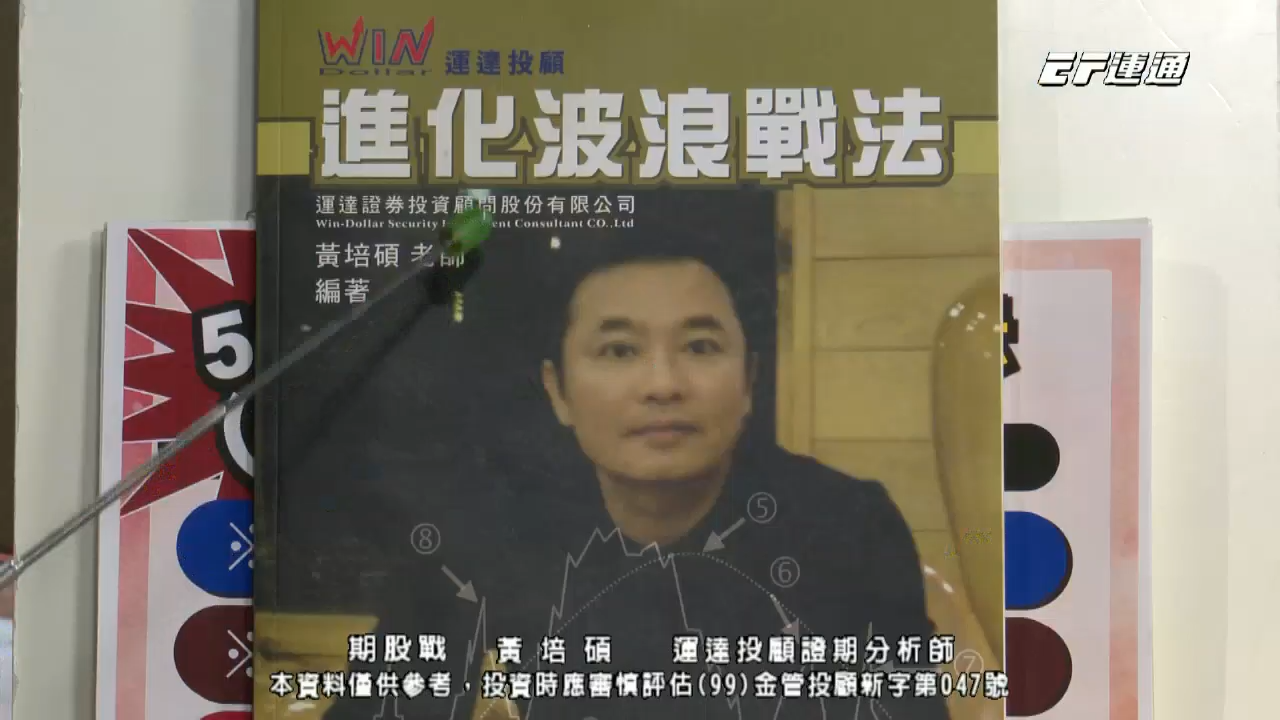 WIN
Dollar
運達投顧
EF運通
進化波浪戰法
運達證券投資顧問股份有限公司
Win-Dollar Security ent Consultant CO.,Ltd
黃培碩 老師
編著
5
※
※
⑤
⑧
⑥
⑦
期股戰 黃培碩 運達投顧證期分析師
本資料僅供參考，投資時應審慎評估(99)金管投顧新字第047號